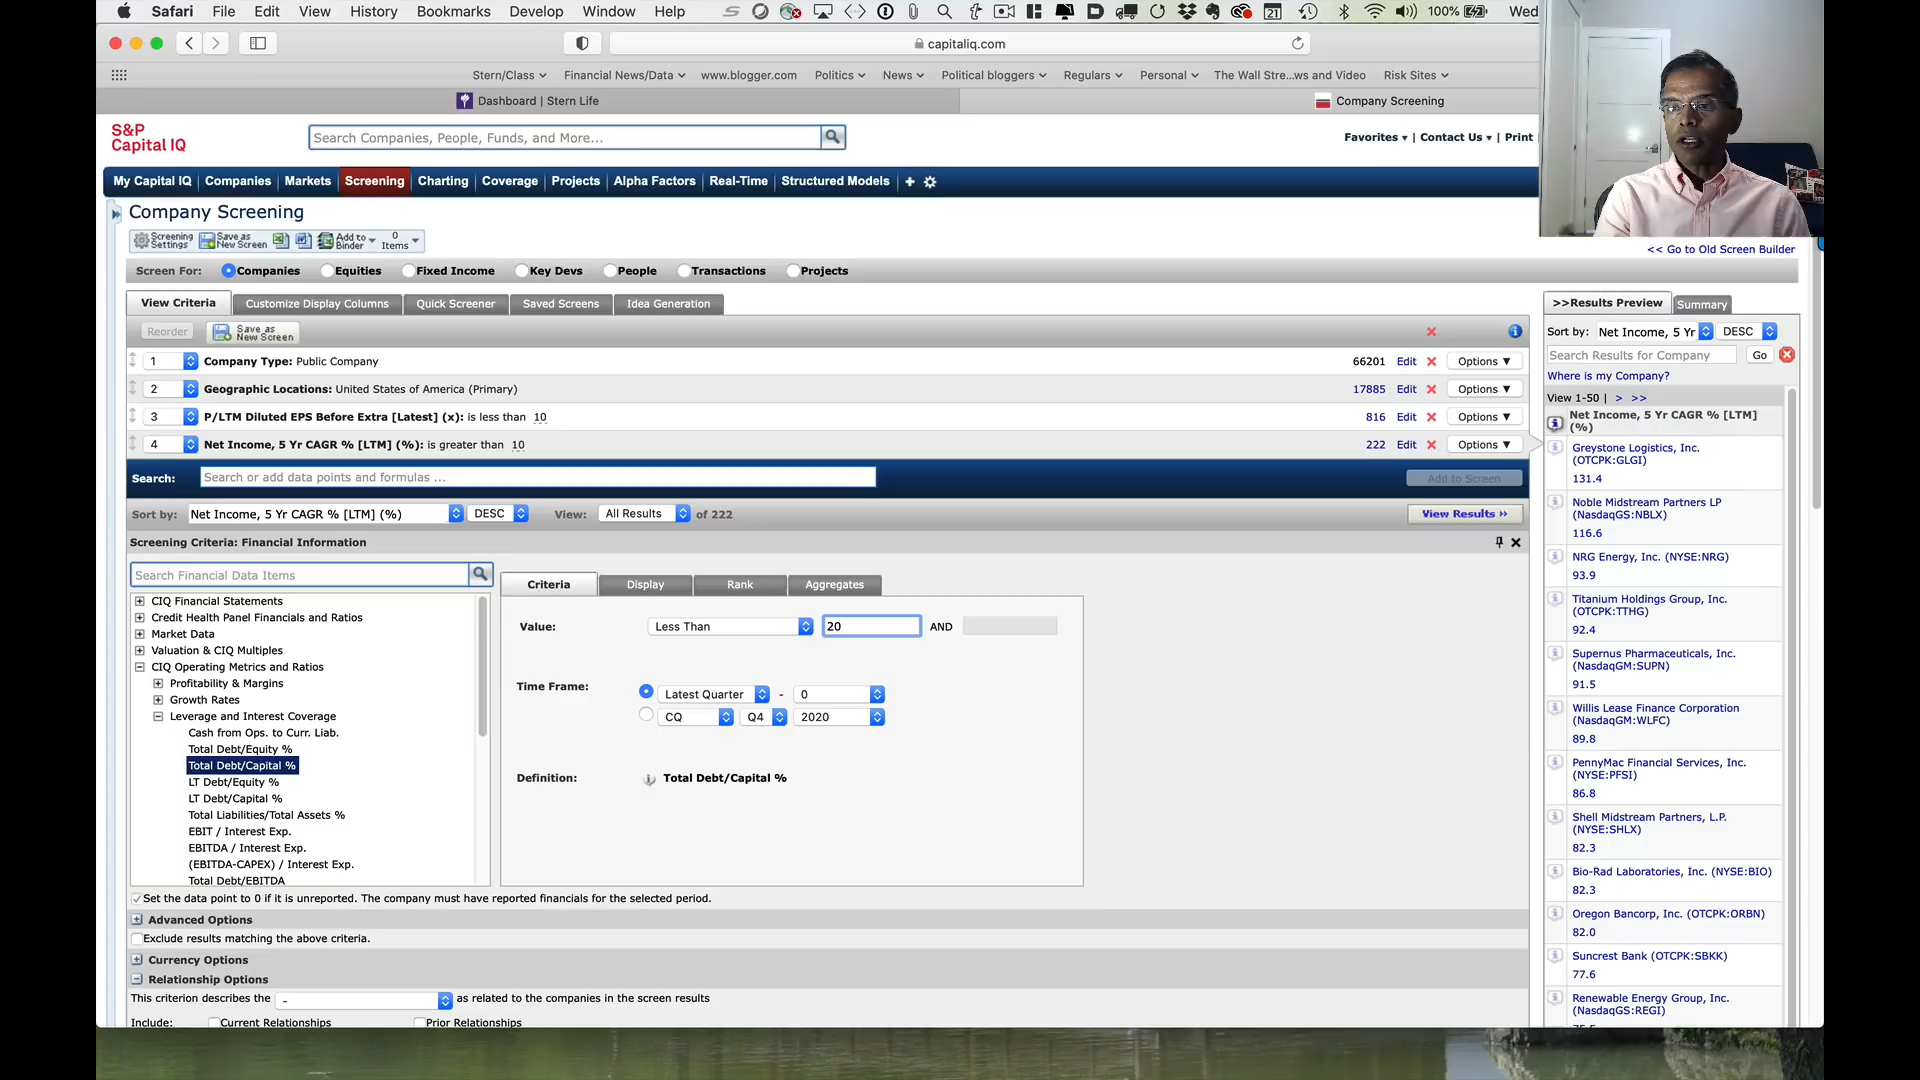 Safari File Edit View History Bookmarks Develop Window Help 100% Wed
capitaliq.com
Stern/Class Financial News/Data www.blogger.com Politics News Political bloggers Regulars Personal The Wall Stre...ws and Video Risk Sites
Dashboard | Stern Life Company Screening
S&P
Capital IQ
Search Companies, People, Funds, and More...
Favorites | Contact Us | Print
My Capital IQ Companies Markets Screening Charting Coverage Projects Alpha Factors Real-Time Structured Models
Company Screening
Screening Settings Save as New Screen Add to Binder 0 Items
<< Go to Old Screen Builder
Screen For: Companies Equities Fixed Income Key Devs People Transactions Projects
View Criteria Customize Display Columns Quick Screener Saved Screens Idea Generation
Reorder Save as New Screen
1 Company Type: Public Company 66201 Edit Options ▼
2 Geographic Locations: United States of America (Primary) 17885 Edit Options ▼
3 P/LTM Diluted EPS Before Extra [Latest] (x): is less than 10 816 Edit Options ▼
4 Net Income, 5 Yr CAGR % [LTM] (%): is greater than 10 222 Edit Options ▼
Search: Search or add data points and formulas ... Add to Screen
Sort by: Net Income, 5 Yr CAGR % [LTM] (%) DESC View: All Results of 222 View Results »
Screening Criteria: Financial Information
Search Financial Data Items
CIQ Financial Statements
Credit Health Panel Financials and Ratios
Market Data
Valuation & CIQ Multiples
CIQ Operating Metrics and Ratios
Profitability & Margins
Growth Rates
Leverage and Interest Coverage
Cash from Ops. to Curr. Liab.
Total Debt/Equity %
Total Debt/Capital %
LT Debt/Equity %
LT Debt/Capital %
Total Liabilities/Total Assets %
EBIT / Interest Exp.
EBITDA / Interest Exp.
(EBITDA-CAPEX) / Interest Exp.
Total Debt/EBITDA
Criteria Display Rank Aggregates
Value: Less Than 20 AND
Time Frame: Latest Quarter - 0
CQ Q4 2020
Definition: Total Debt/Capital %
Set the data point to 0 if it is unreported. The company must have reported financials for the selected period.
Advanced Options
Exclude results matching the above criteria.
Currency Options
Relationship Options
This criterion describes the - as related to the companies in the screen results
Include: Current Relationships Prior Relationships
>>Results Preview Summary
Sort by: Net Income, 5 Yr DESC
Search Results for Company Go
Where is my Company?
View 1-50 | > >>
Net Income, 5 Yr CAGR % [LTM]
(%)
Greystone Logistics, Inc.
(OTCPK:GLGI)
131.4
Noble Midstream Partners LP
(NasdaqGS:NBLX)
116.6
NRG Energy, Inc. (NYSE:NRG)
93.9
Titanium Holdings Group, Inc.
(OTCPK:TTHG)
92.4
Supernus Pharmaceuticals, Inc.
(NasdaqGM:SUPN)
91.5
Willis Lease Finance Corporation
(NasdaqGM:WLFC)
89.8
PennyMac Financial Services, Inc.
(NYSE:PFSI)
86.8
Shell Midstream Partners, L.P.
(NYSE:SHLX)
82.3
Bio-Rad Laboratories, Inc. (NYSE:BIO)
82.3
Oregon Bancorp, Inc. (OTCPK:ORBN)
82.0
Suncrest Bank (OTCPK:SBKK)
77.6
Renewable Energy Group, Inc.
(NasdaqGS:REGI)